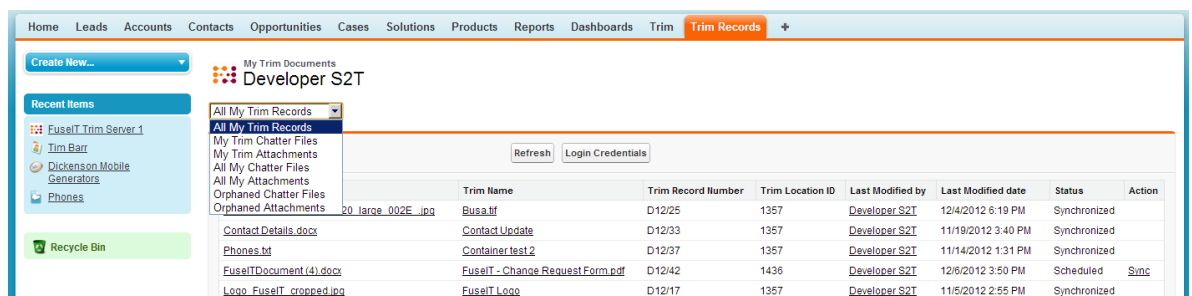 Home Leads Accounts Contacts Opportunities Cases Solutions Products Reports Dashboards Trim Trim Records +
Create New...
My Trim Documents
Developer S2T
Recent Items
FuseIT Trim Server 1
Tim Barr
Dickenson Mobile
Generators
Phones
Recycle Bin
All My Trim Records
All My Trim Records
My Trim Chatter Files
My Trim Attachments
All My Chatter Files
All My Attachments
Orphaned Chatter Files
Orphaned Attachments
Refresh Login Credentials
Trim Name Trim Record Number Trim Location ID Last Modified by Last Modified date Status Action
20_large_002E_.jpg Busa.tif D12/25 1357 Developer S2T 12/4/2012 6:19 PM Synchronized
Contact Details.docx Contact Update D12/33 1357 Developer S2T 11/19/2012 3:40 PM Synchronized
Phones.txt Container test 2 D12/37 1357 Developer S2T 11/14/2012 1:31 PM Synchronized
FuseITDocument (4).docx FuseIT - Change Request Form.pdf D12/42 1436 Developer S2T 12/6/2012 3:50 PM Scheduled Sync
Logo_FuseIT_cropped.jpg FuseIT Logo D12/17 1357 Developer S2T 11/5/2012 2:55 PM Synchronized